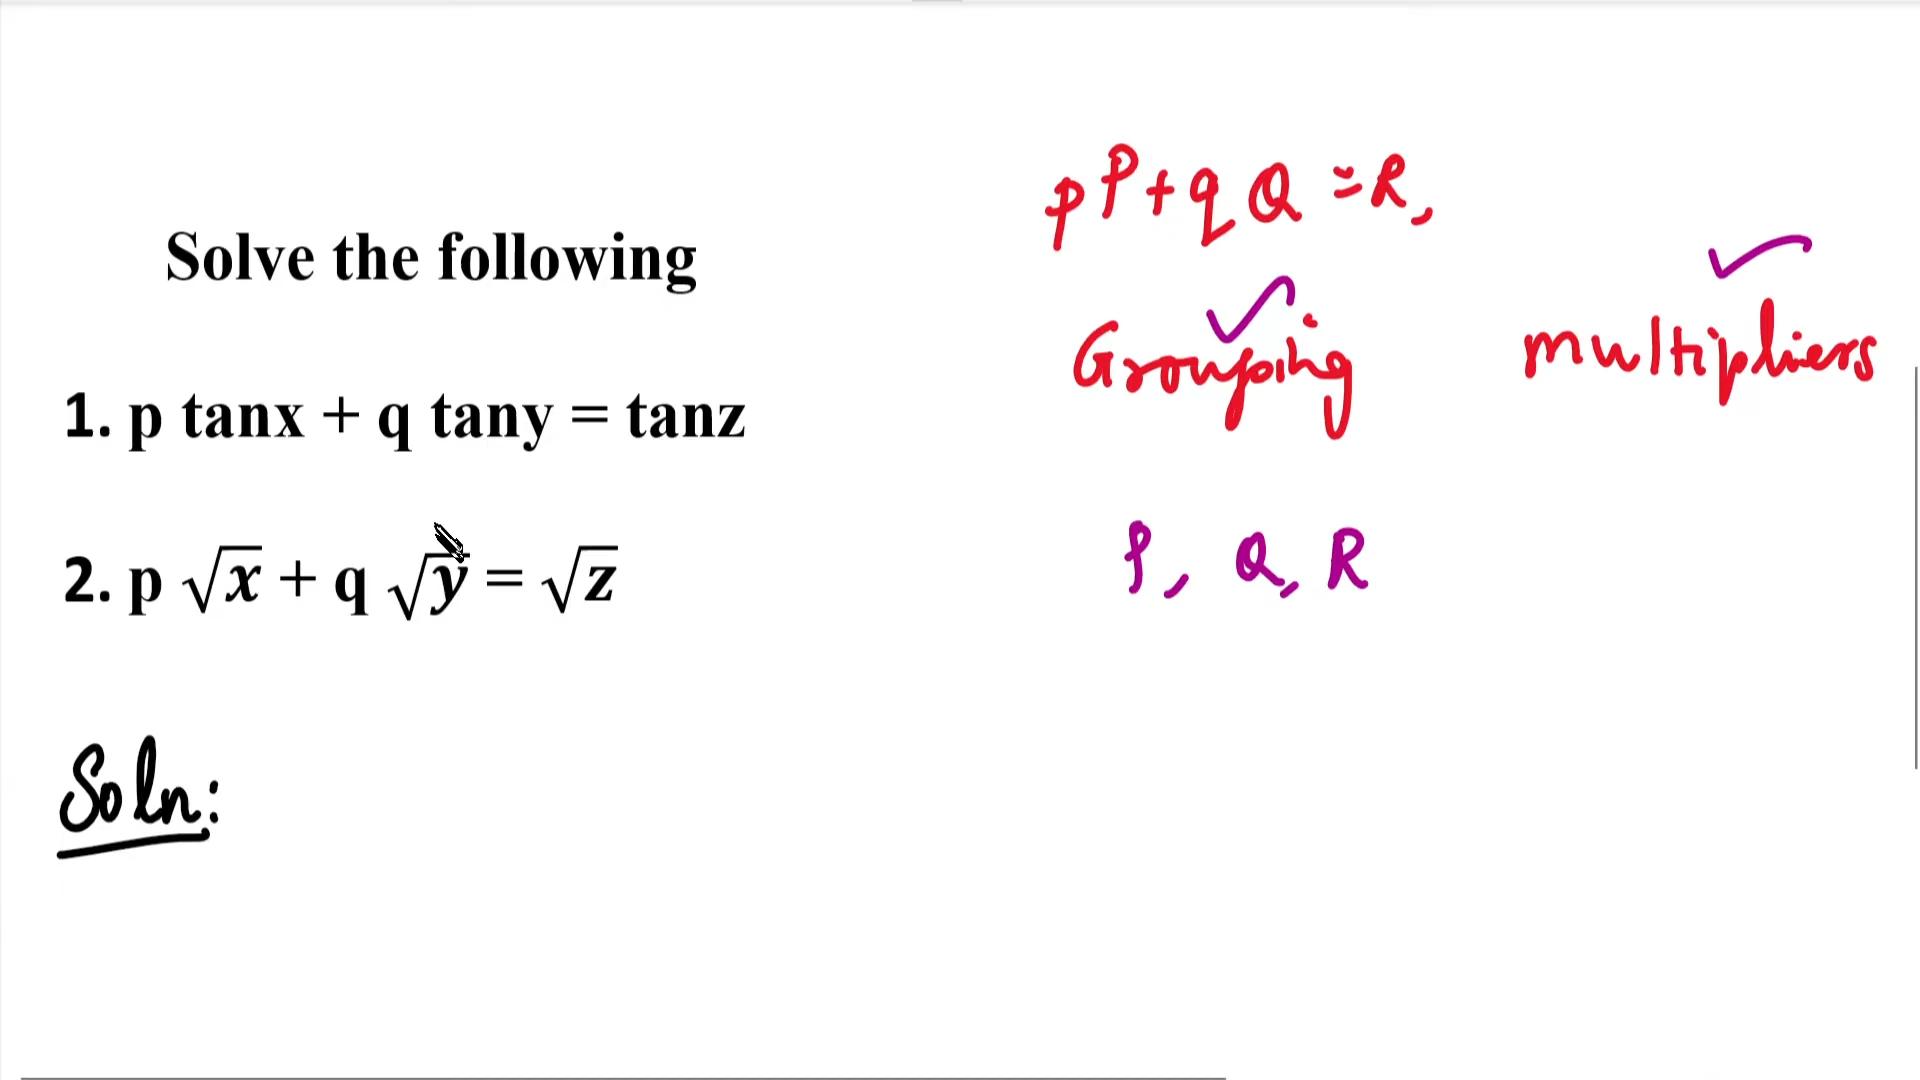 Solve the following
1. p tanx + q tany = tanz
2. p √x + q √y = √z
Soln:
pP+qQ = R,
Grouping
multipliers
P, Q, R